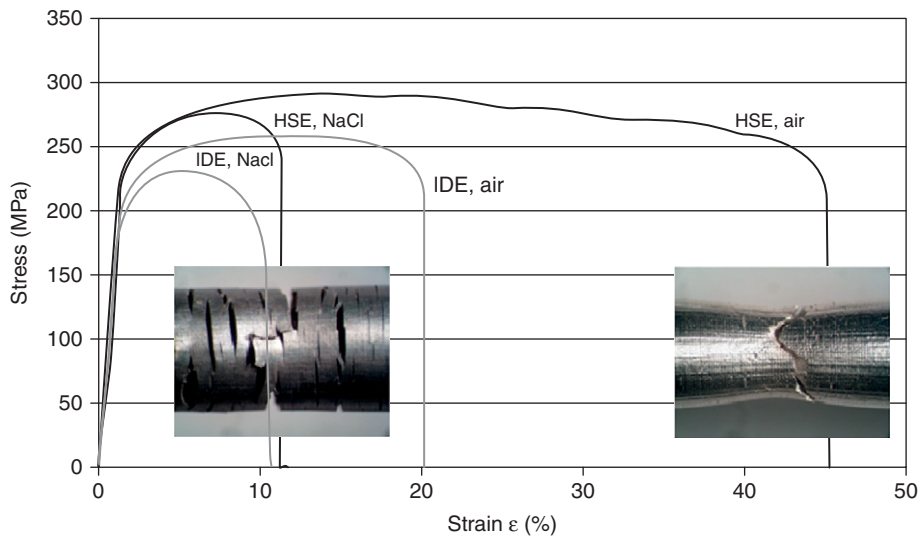 350
300
250
200
150
100
50
0
Stress (MPa)
HSE, NaCl
IDE, Nacl
IDE, air
HSE, air
0 10 20 30 40 50
Strain ε (%)